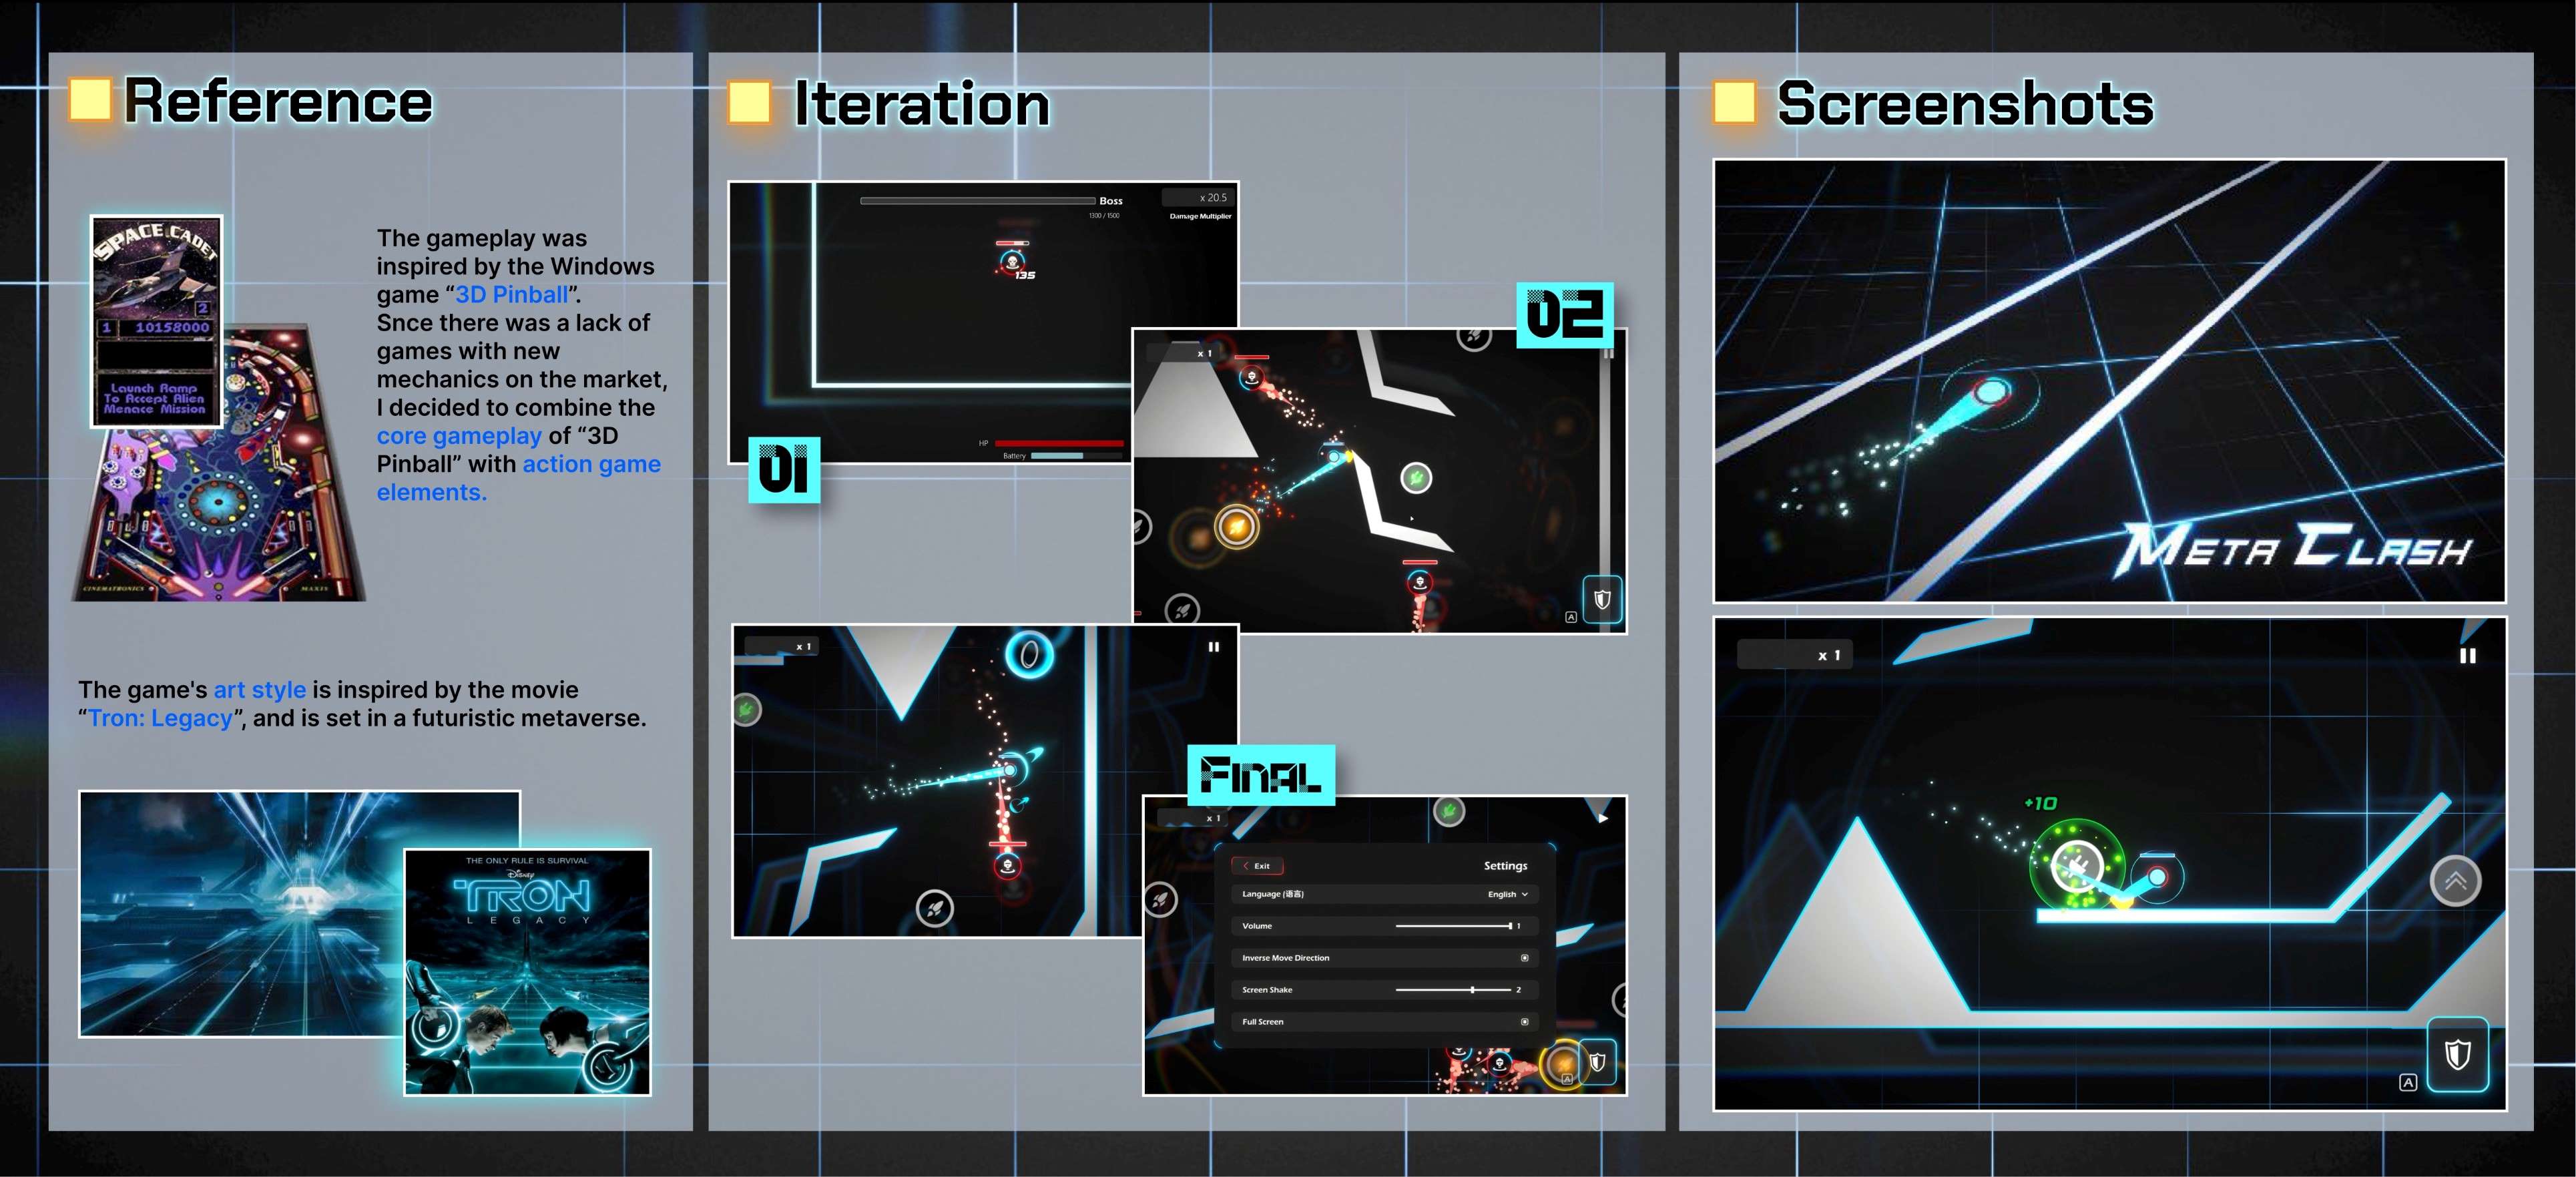 Reference
SPACE CADET
2
1 10158000
Launch Ramp
To Accept Alien
Menace Mission
CINEMATRONICS MAXIS
The gameplay was
inspired by the Windows
game “3D Pinball”.
Snce there was a lack of
games with new
mechanics on the market,
I decided to combine the
core gameplay of “3D
Pinball” with action game
elements.
The game's art style is inspired by the movie
“Tron: Legacy”, and is set in a futuristic metaverse.
THE ONLY RULE IS SURVIVAL
Disney
TRON
LEGACY
Iteration
Boss
1300 / 1500
x 20.5
Damage Multiplier
135
HP
Battery
01
02
x 1
A
x 1
Final
x 1
Exit
Settings
Language (语言)
English
Volume
1
Inverse Move Direction
Screen Shake
2
Full Screen
A
Screenshots
META CLASH
x 1
+10
A